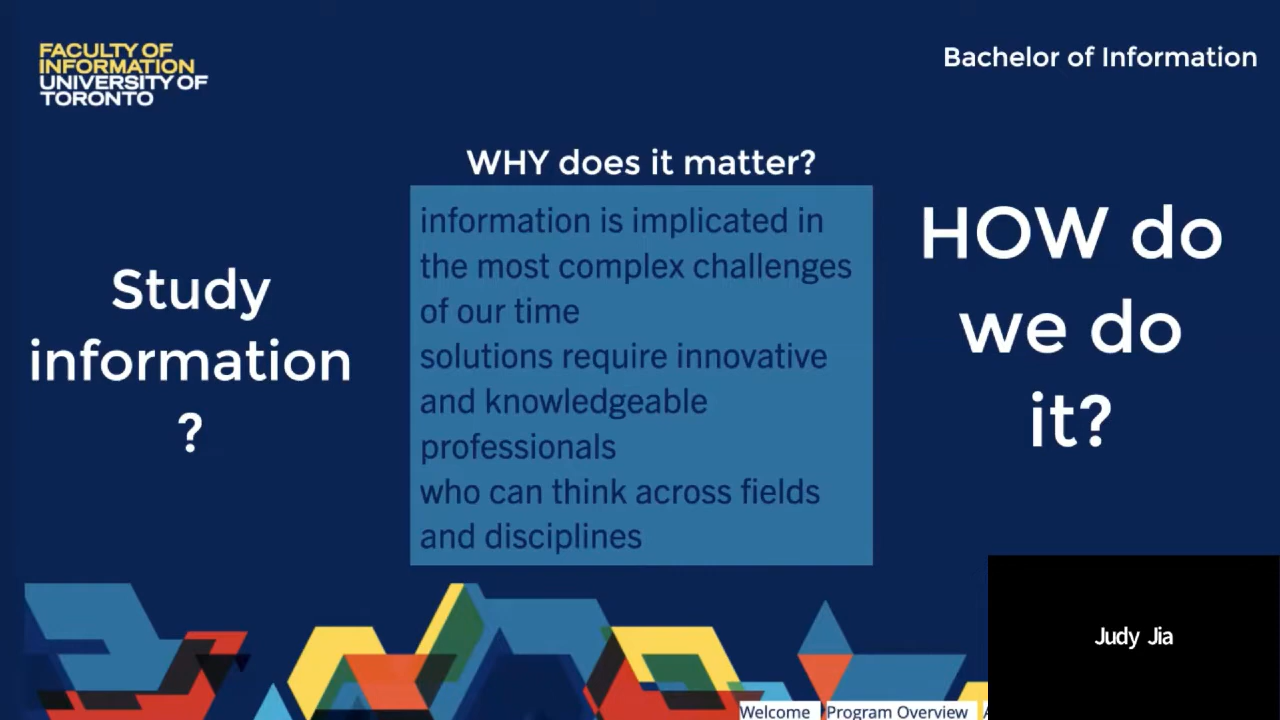 FACULTY OF
INFORMATION
UNIVERSITY OF
TORONTO
Bachelor of Information
Study
information
?
WHY does it matter?
information is implicated in
the most complex challenges
of our time
solutions require innovative
and knowledgeable
professionals
who can think across fields
and disciplines
HOW do
we do
it?
Judy Jia
Welcome
Program Overview